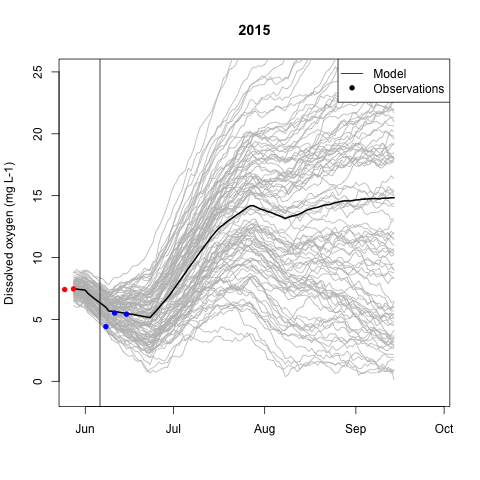 2015
Dissolved oxygen (mg L-1)
25
20
15
10
5
0
Model
Observations
Jun
Jul
Aug
Sep
Oct